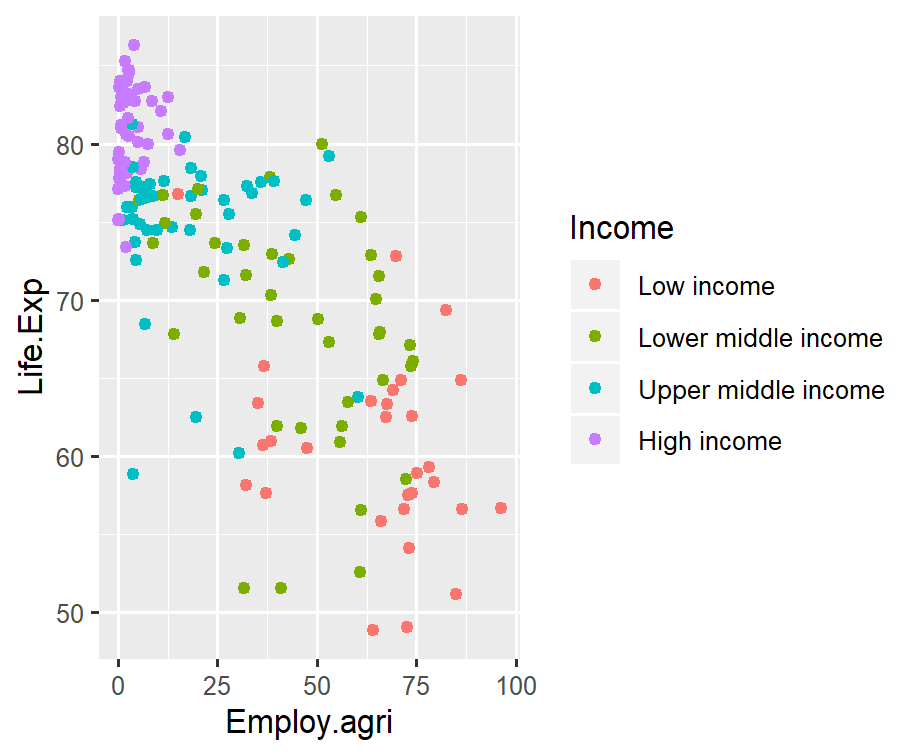 80
70
60
50
Life.Exp
0 25 50 75 100
Employ.agri
Income
Low income
Lower middle income
Upper middle income
High income